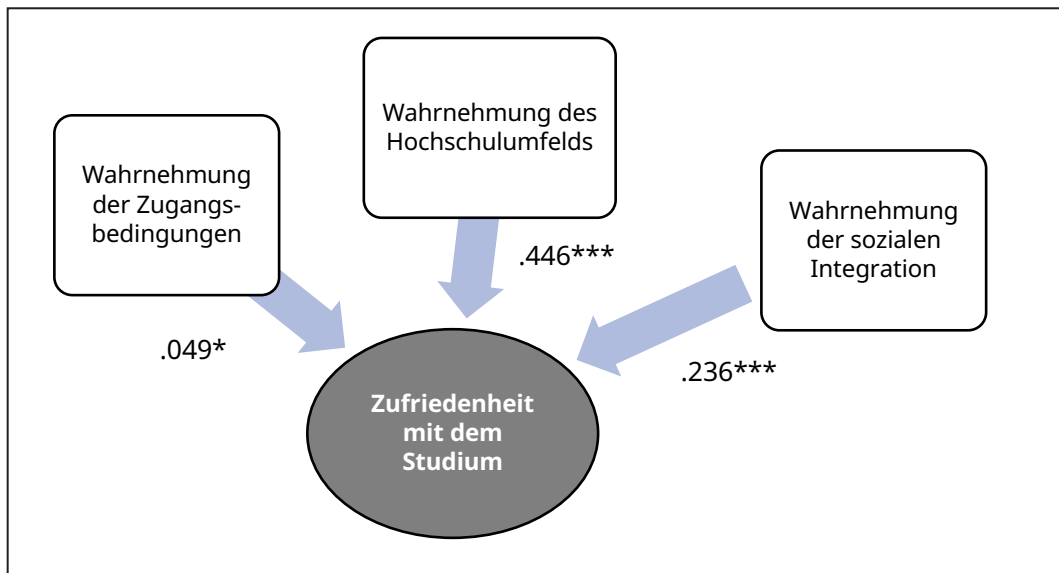 Wahrnehmung des
Hochschulumfelds
Wahrnehmung
der Zugangs-
bedingungen
Wahrnehmung
der sozialen
Integration
.446***
.049*
.236***
Zufriedenheit
mit dem
Studium